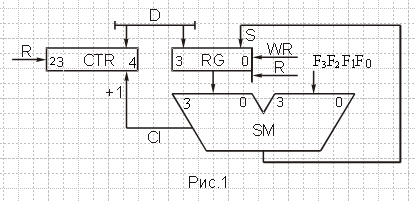 D
S
R
23 CTR 4
3 RG 0
WR
R
F₃F₂F₁F₀
+1
3 0 3 0
SM
CI
Рис.1